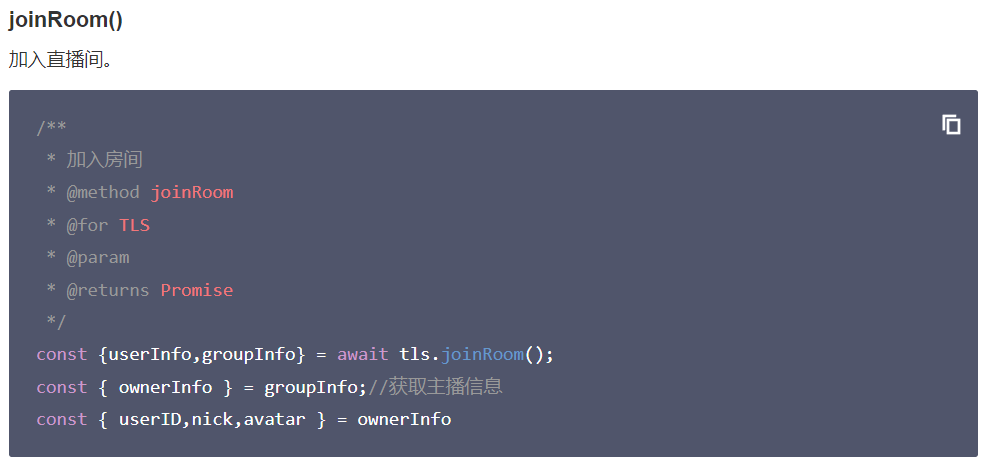 joinRoom()
加入直播间。
/**
 * 加入房间
 * @method joinRoom
 * @for TLS
 * @param
 * @returns Promise
 */
const {userInfo,groupInfo} = await tls.joinRoom();
const { ownerInfo } = groupInfo;//获取主播信息
const { userID,nick,avatar } = ownerInfo